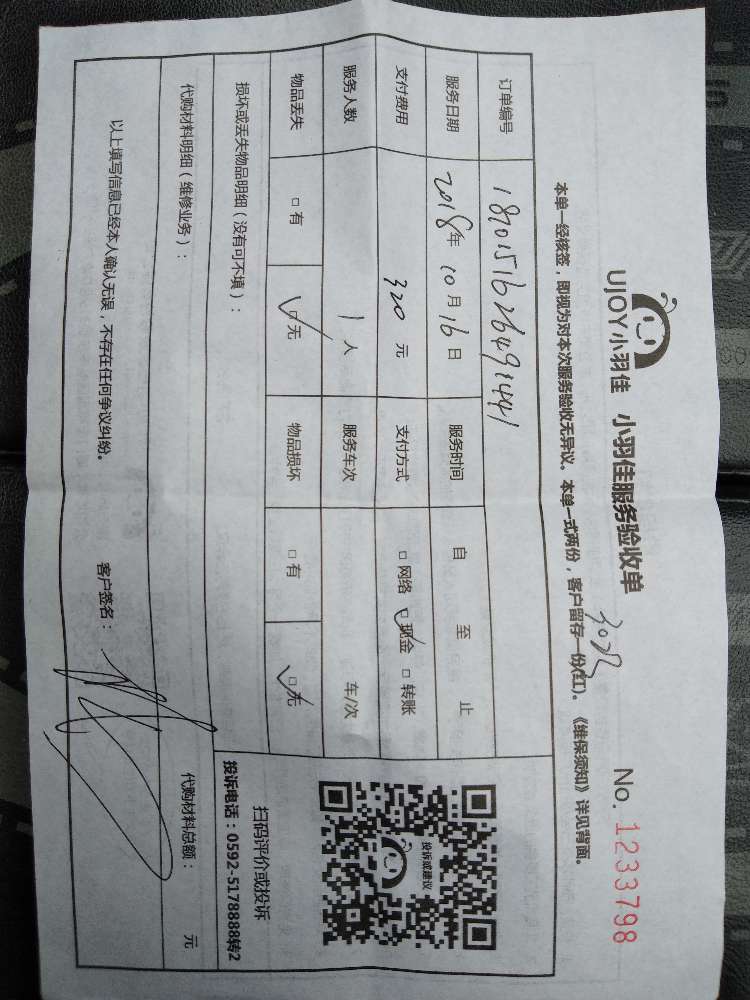 UJOY小羽佳 小羽佳服务验收单 No. 1233798
本单一经核签，即视为对本次服务验收无异议。本单一式两份，客户留存一份(红)。《维保须知》详见背面。
订单编号
服务日期 2018年 10月 16日 服务时间 自 至 止
支付费用 320 元 支付方式 □网络 ☑现金 □转账
服务人数 1 人 服务车次 车/次
物品丢失 □有 ☑无 物品损坏 □有 ☑无
投诉或建议
扫码评价或投诉
投诉电话：0592-5178888转2
损坏或丢失物品明细（没有可不填）：
代购材料明细（维修业务）： 代购材料总额： 元
以上填写信息已经本人确认无误，不存在任何争议纠纷。 客户签名：